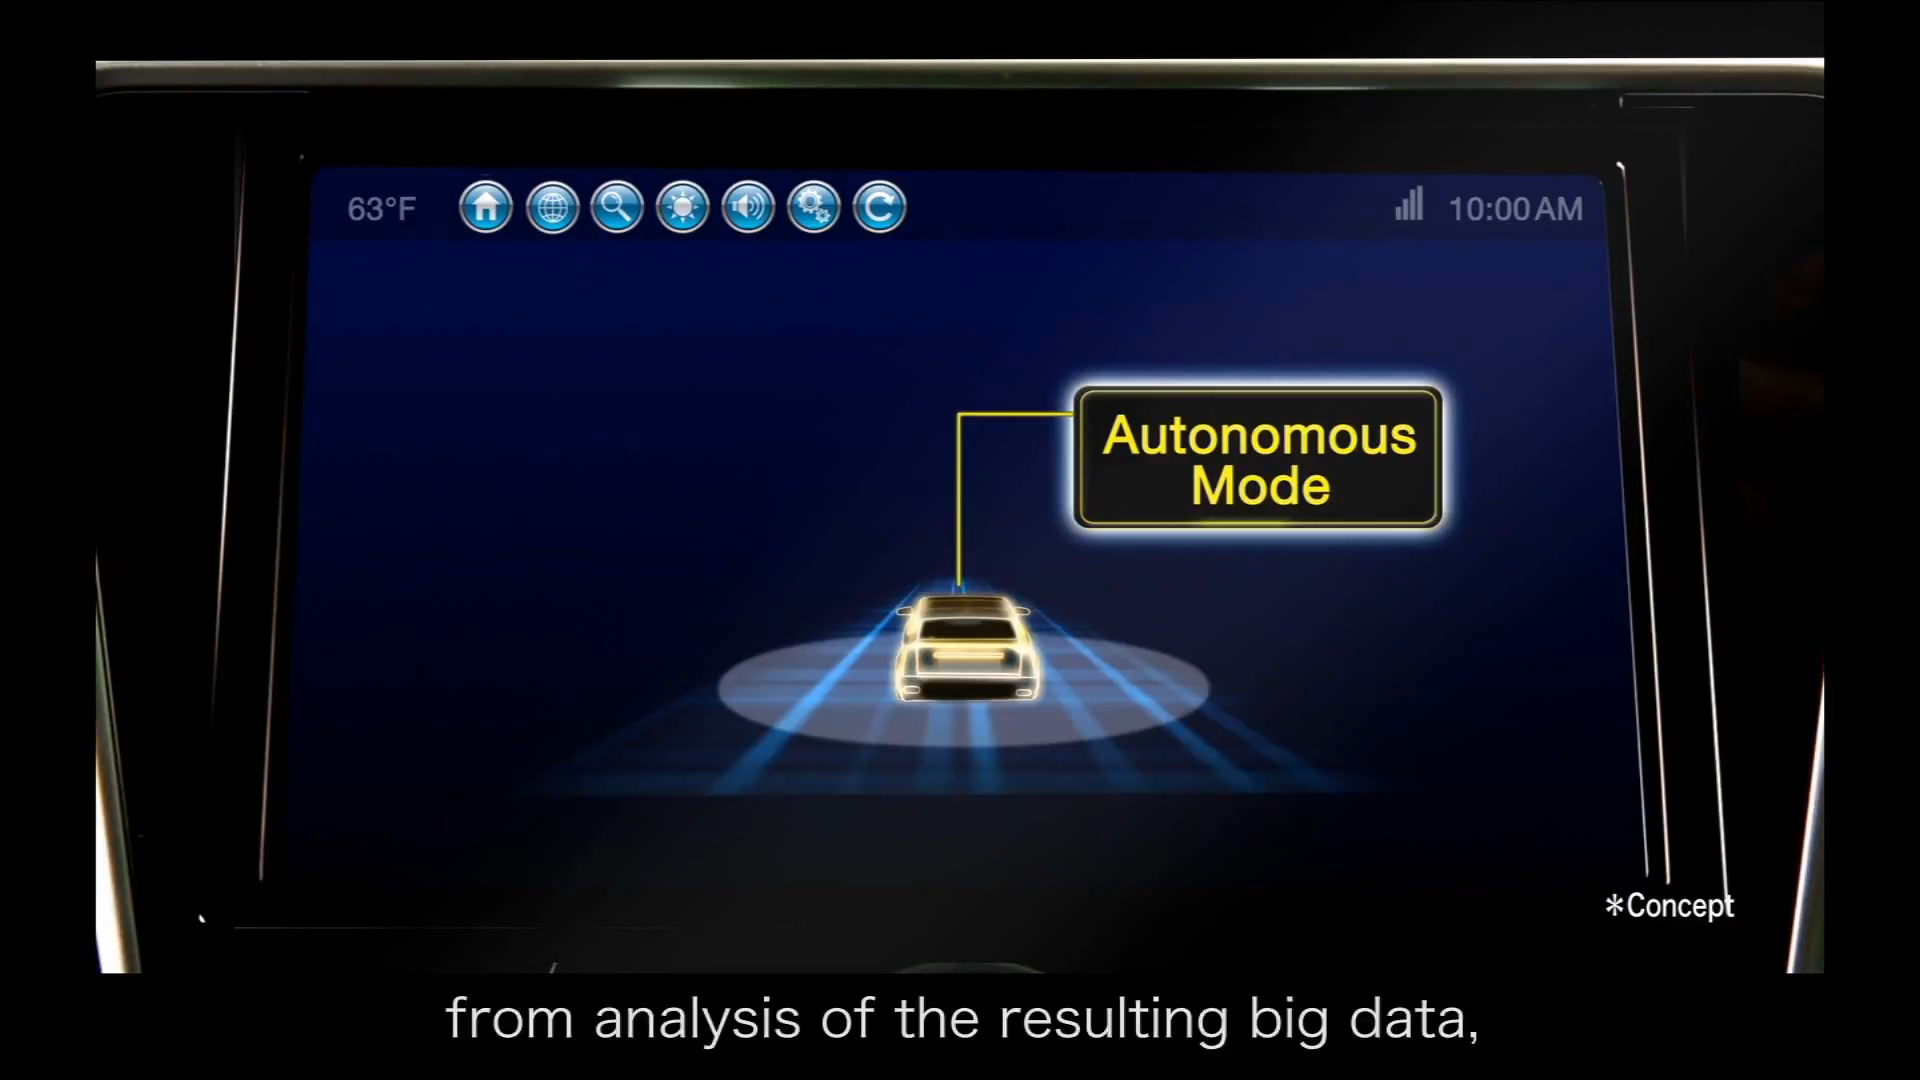 63°F
10:00AM
Autonomous
Mode
*Concept
from analysis of the resulting big data,